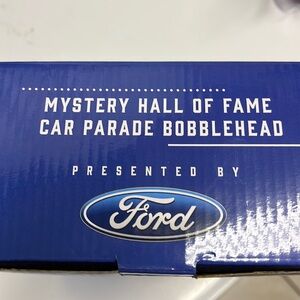 MYSTERY HALL OF FAME
CAR PARADE BOBBLEHEAD
PRESENTED BY
Ford